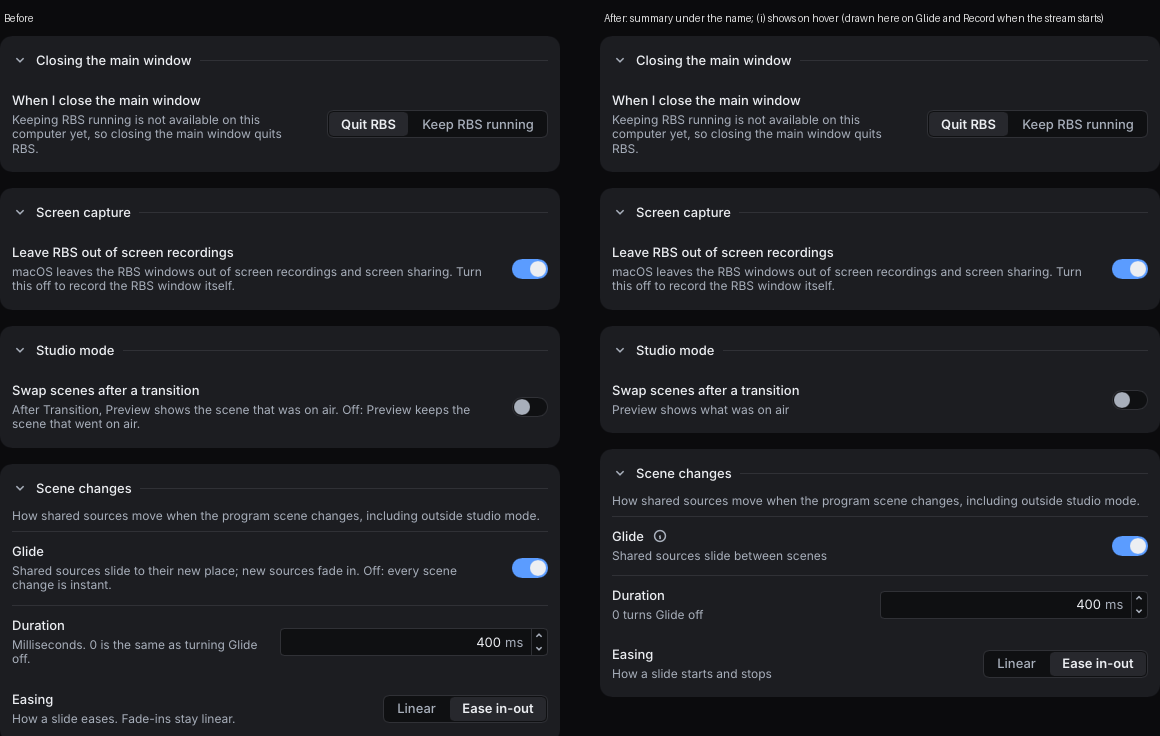 Before
Closing the main window
When I close the main window
Keeping RBS running is not available on this
computer yet, so closing the main window quits
RBS.
Quit RBS
Keep RBS running
Screen capture
Leave RBS out of screen recordings
macOS leaves the RBS windows out of screen recordings and screen sharing. Turn
this off to record the RBS window itself.
Studio mode
Swap scenes after a transition
After Transition, Preview shows the scene that was on air. Off: Preview keeps the
scene that went on air.
Scene changes
How shared sources move when the program scene changes, including outside studio mode.
Glide
Shared sources slide to their new place; new sources fade in. Off: every scene
change is instant.
Duration
Milliseconds. 0 is the same as turning Glide
off.
400 ms
Easing
How a slide eases. Fade-ins stay linear.
Linear
Ease in-out
After: summary under the name; (i) shows on hover (drawn here on Glide and Record when the stream starts)
Closing the main window
When I close the main window
Keeping RBS running is not available on this
computer yet, so closing the main window quits
RBS.
Quit RBS
Keep RBS running
Screen capture
Leave RBS out of screen recordings
macOS leaves the RBS windows out of screen recordings and screen sharing. Turn
this off to record the RBS window itself.
Studio mode
Swap scenes after a transition
Preview shows what was on air
Scene changes
How shared sources move when the program scene changes, including outside studio mode.
Glide
Shared sources slide between scenes
Duration
0 turns Glide off
400 ms
Easing
How a slide starts and stops
Linear
Ease in-out